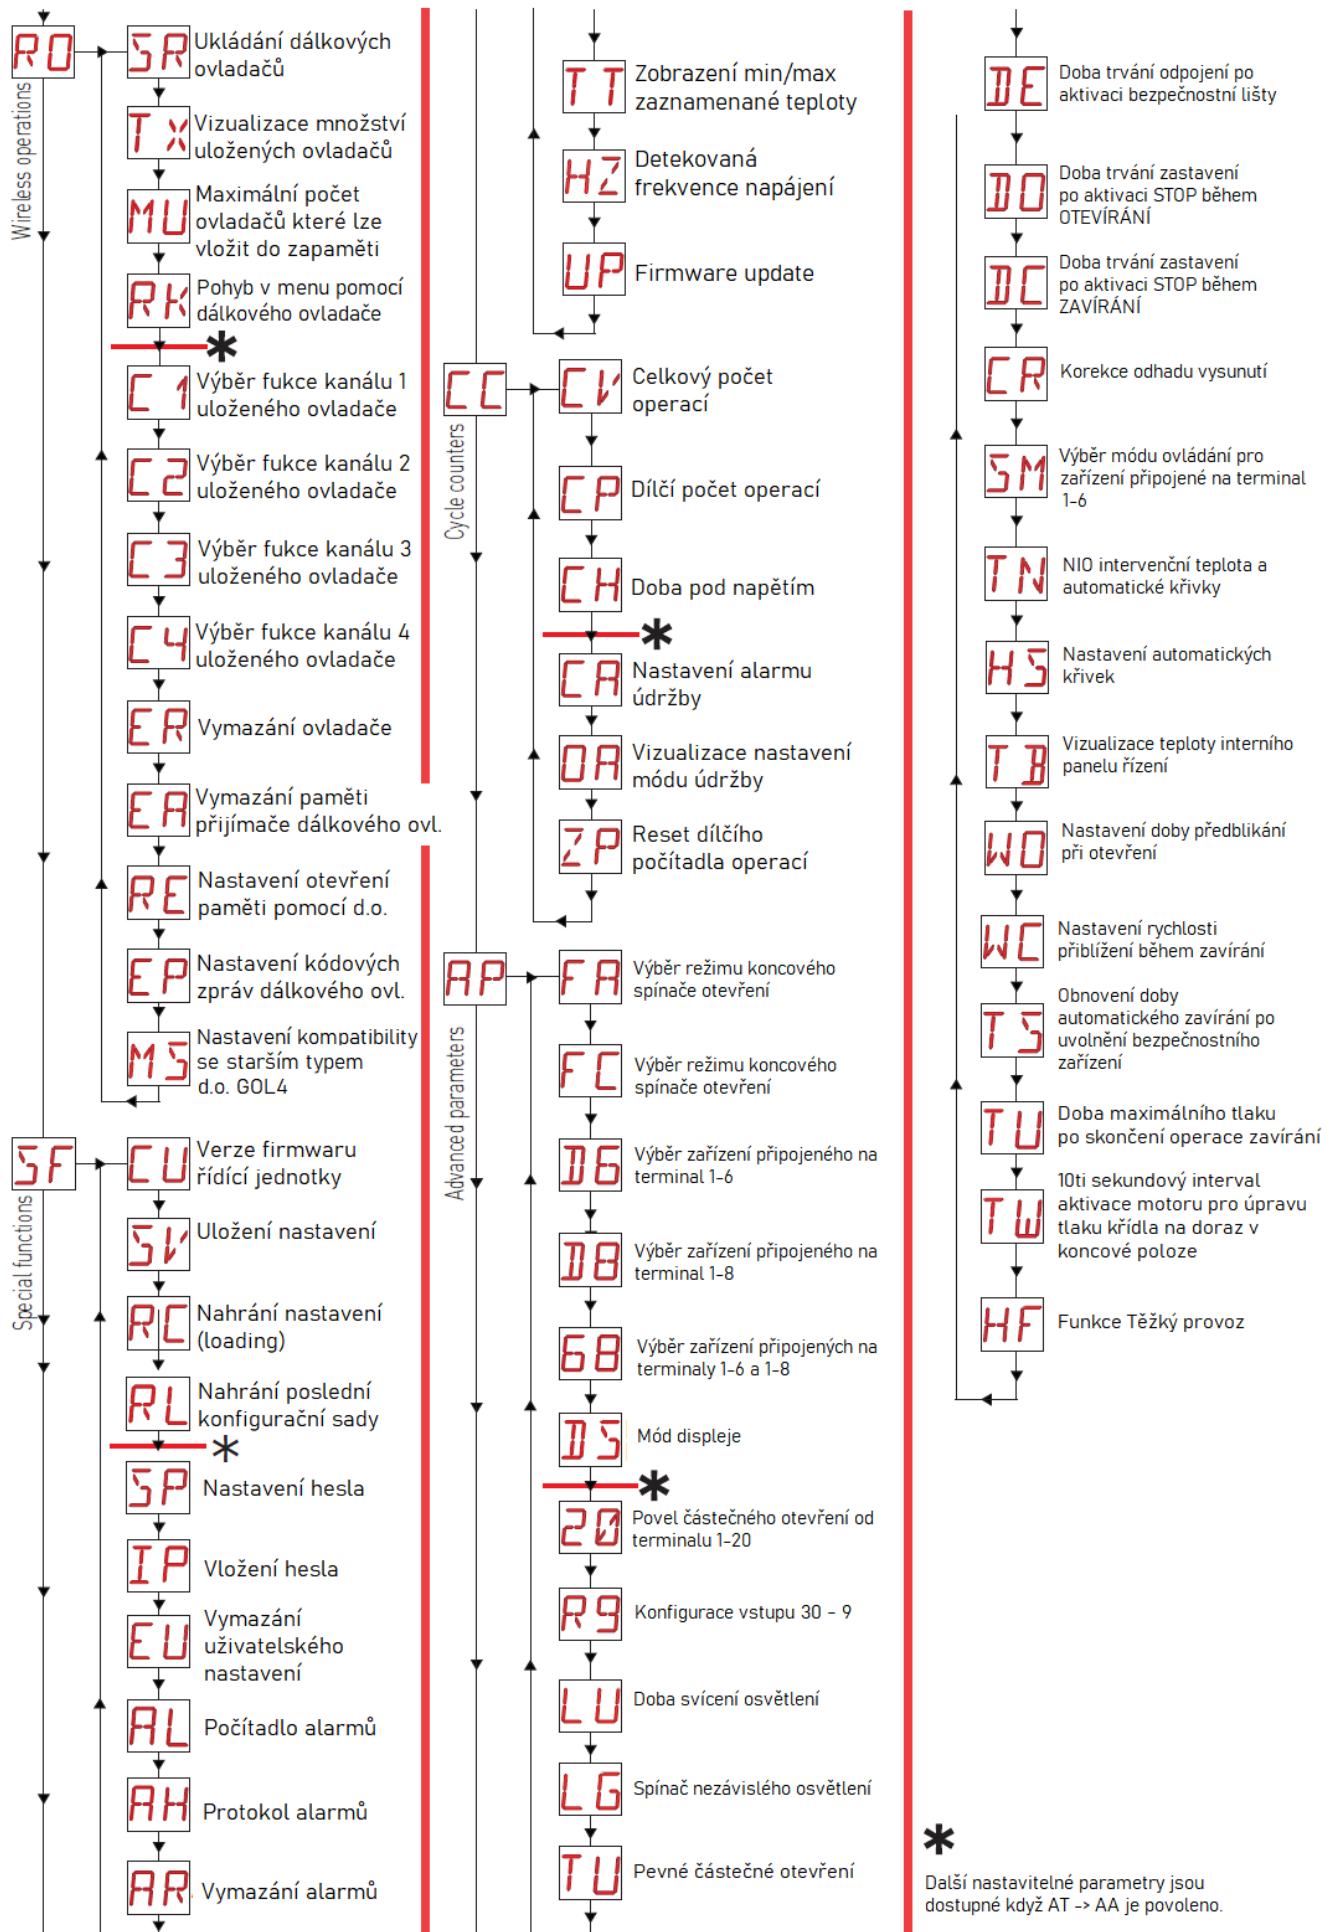 RO
Wireless operations
SR
Ukládání dálkových
ovladačů
TX
Vizualizace množství
uložených ovladačů
MU
Maximální počet
ovladačů které lze
vložit do zapaměti
RK
Pohyb v menu pomocí
dálkového ovladače
*
C1
Výběr fukce kanálu 1
uloženého ovladače
C2
Výběr fukce kanálu 2
uloženého ovladače
C3
Výběr fukce kanálu 3
uloženého ovladače
C4
Výběr fukce kanálu 4
uloženého ovladače
ER
Vymazání ovladače
EA
Vymazání paměti
přijímače dálkového ovl.
RE
Nastavení otevření
paměti pomocí d.o.
EP
Nastavení kódových
zpráv dálkového ovl.
MS
Nastavení kompatibility
se starším typem
d.o. GOL4
SF
Special functions
CU
Verze firmwaru
řídící jednotky
SV
Uložení nastavení
RC
Nahrání nastavení
(loading)
RL
Nahrání poslední
konfigurační sady
*
SP
Nastavení hesla
IP
Vložení hesla
EU
Vymazání
uživatelského
nastavení
AL
Počítadlo alarmů
AH
Protokol alarmů
AR
Vymazání alarmů
TT
Zobrazení min/max
zaznamenané teploty
HZ
Detekovaná
frekvence napájení
UP
Firmware update
CC
Cycle counters
CV
Celkový počet
operací
CP
Dílčí počet operací
CH
Doba pod napětím
*
CA
Nastavení alarmu
údržby
OA
Vizualizace nastavení
módu údržby
ZP
Reset dílčího
počítadla operací
AP
Advanced parameters
FA
Výběr režimu koncového
spínače otevření
FC
Výběr režimu koncového
spínače otevření
D6
Výběr zařízení připojeného na
terminal 1-6
D8
Výběr zařízení připojeného na
terminal 1-8
68
Výběr zařízení připojených na
terminaly 1-6 a 1-8
DS
Mód displeje
*
20
Povel částečného otevření od
terminalu 1-20
R9
Konfigurace vstupu 30 - 9
LU
Doba svícení osvětlení
LG
Spínač nezávislého osvětlení
TU
Pevné částečné otevření
DE
Doba trvání odpojení po
aktivaci bezpečnostní lišty
DO
Doba trvání zastavení
po aktivaci STOP během
OTEVÍRÁNÍ
DC
Doba trvání zastavení
po aktivaci STOP během
ZAVÍRÁNÍ
CR
Korekce odhadu vysunutí
SM
Výběr módu ovládání pro
zařízení připojené na terminal
1-6
TN
NIO intervenční teplota a
automatické křivky
HS
Nastavení automatických
křivek
TB
Vizualizace teploty interního
panelu řízení
WO
Nastavení doby předblikání
při otevření
WC
Nastavení rychlosti
přiblížení během zavírání
TS
Obnovení doby
automatického zavírání po
uvolnění bezpečnostního
zařízení
TU
Doba maximálního tlaku
po skončení operace zavírání
TW
10ti sekundový interval
aktivace motoru pro úpravu
tlaku křídla na doraz v
koncové poloze
HF
Funkce Těžký provoz
*
Další nastavitelné parametry jsou
dostupné když AT -> AA je povoleno.